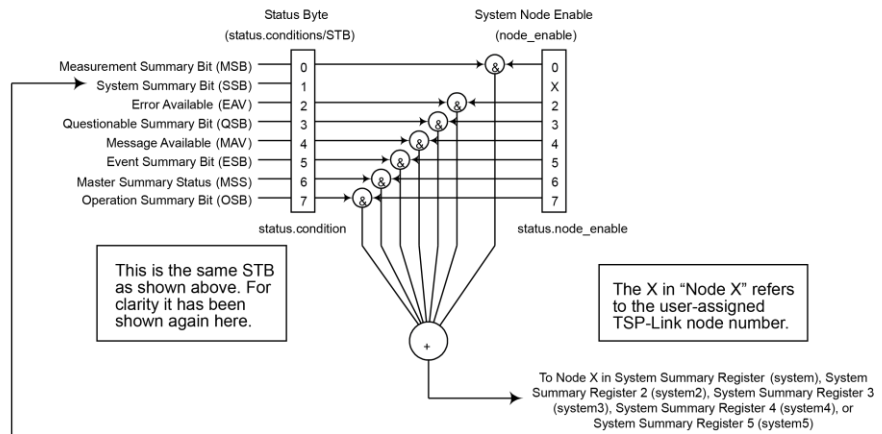 Status Byte
(status.conditions/STB)
System Node Enable
(node_enable)
Measurement Summary Bit (MSB)
0
&
0
System Summary Bit (SSB)
1
X
Error Available (EAV)
2
&
2
Questionable Summary Bit (QSB)
3
&
3
Message Available (MAV)
4
&
4
Event Summary Bit (ESB)
5
&
5
Master Summary Status (MSS)
6
&
6
Operation Summary Bit (OSB)
7
&
7
status.condition
status.node_enable
This is the same STB
as shown above. For
clarity it has been
shown again here.
The X in “Node X” refers
to the user-assigned
TSP-Link node number.
+
To Node X in System Summary Register (system), System
Summary Register 2 (system2), System Summary Register 3
(system3), System Summary Register 4 (system4), or
System Summary Register 5 (system5)